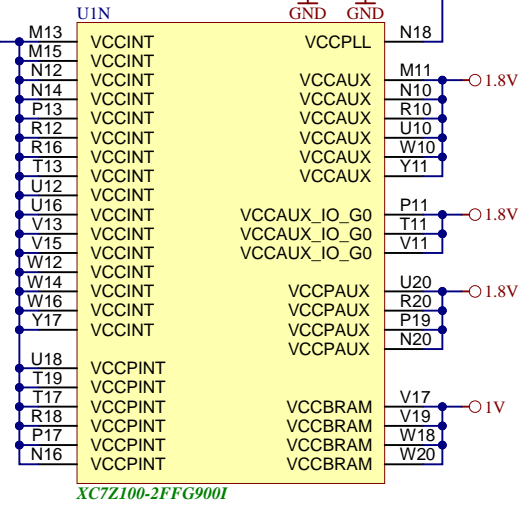 U1N GND GND
M13 VCCINT VCCPLL N18
M15 VCCINT
N12 VCCINT VCCAUX M11 1.8V
N14 VCCINT VCCAUX N10
P13 VCCINT VCCAUX R10
R12 VCCINT VCCAUX U10
R16 VCCINT VCCAUX W10
T13 VCCINT VCCAUX Y11
U12 VCCINT
U16 VCCINT VCCAUX_IO_G0 P11 1.8V
V13 VCCINT VCCAUX_IO_G0 T11
V15 VCCINT VCCAUX_IO_G0 V11
W12 VCCINT
W14 VCCINT VCCPAUX U20 1.8V
W16 VCCINT VCCPAUX R20
Y17 VCCINT VCCPAUX P19
VCCPAUX N20
U18 VCCPINT
T19 VCCPINT
T17 VCCPINT VCCBRAM V17 1V
R18 VCCPINT VCCBRAM V19
P17 VCCPINT VCCBRAM W18
N16 VCCPINT VCCBRAM W20
XC7Z100-2FFG900I